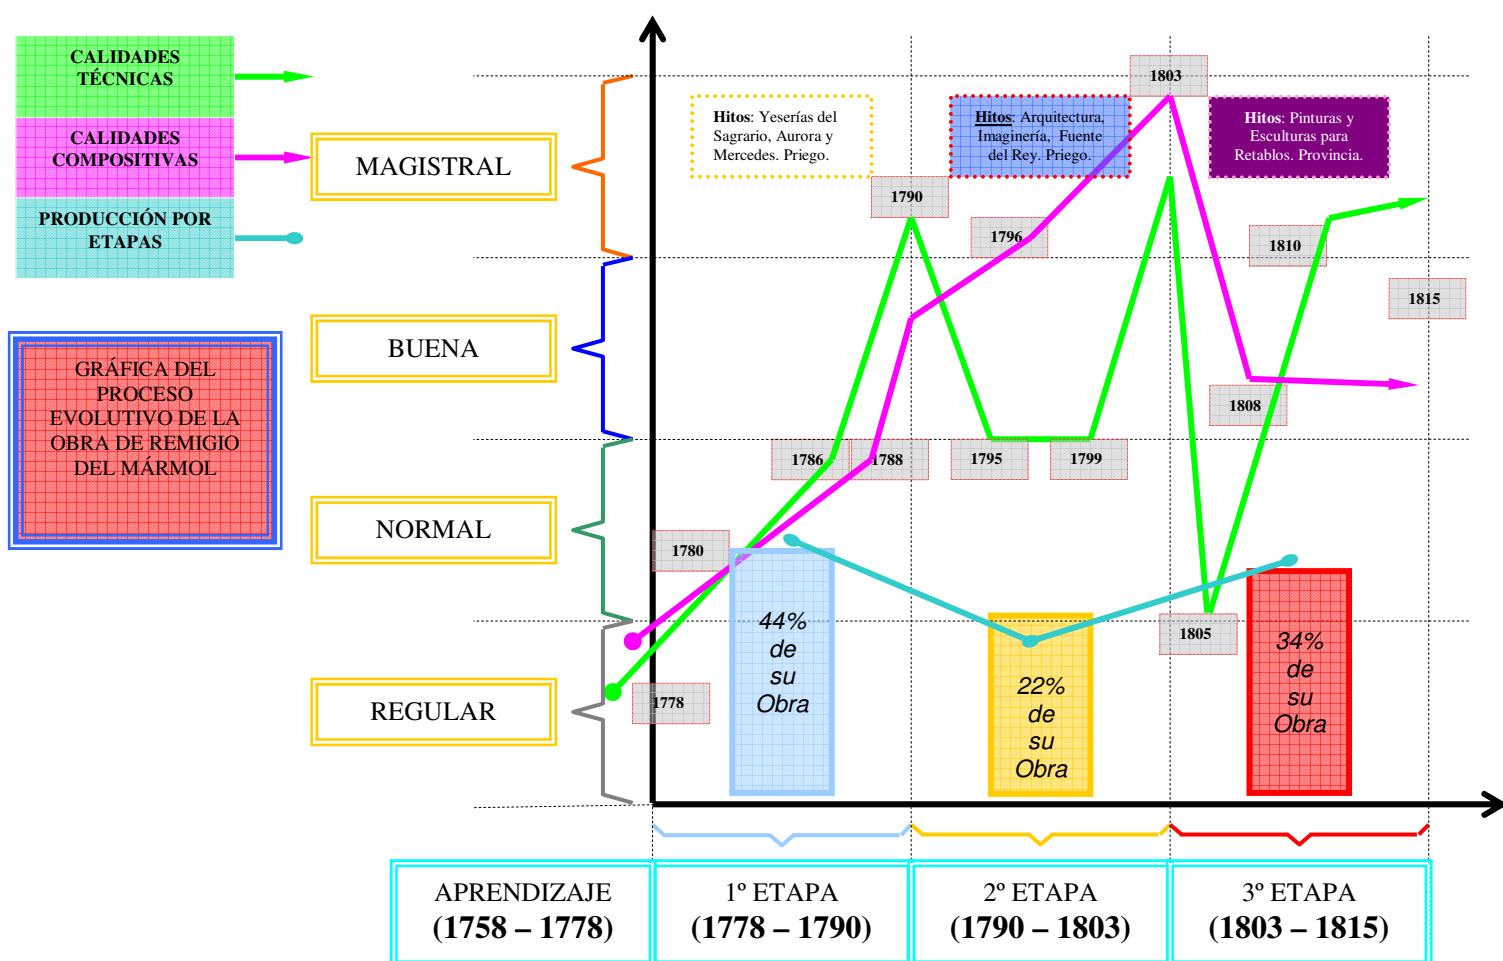 CALIDADES
TÉCNICAS
CALIDADES
COMPOSITIVAS
PRODUCCIÓN POR
ETAPAS
GRÁFICA DEL
PROCESO
EVOLUTIVO DE LA
OBRA DE REMIGIO
DEL MÁRMOL
MAGISTRAL
BUENA
NORMAL
REGULAR
Hitos: Yeserías del
Sagrario, Aurora y
Mercedes. Priego.
Hitos: Arquitectura,
Imaginería, Fuente
del Rey. Priego.
Hitos: Pinturas y
Esculturas para
Retablos. Provincia.
1803
1790
1796
1810
1815
1808
1786
1788
1795
1799
1780
1805
1778
44%
de
su
Obra
22%
de
su
Obra
34%
de
su
Obra
APRENDIZAJE
(1758 – 1778)
1º ETAPA
(1778 – 1790)
2º ETAPA
(1790 – 1803)
3º ETAPA
(1803 – 1815)